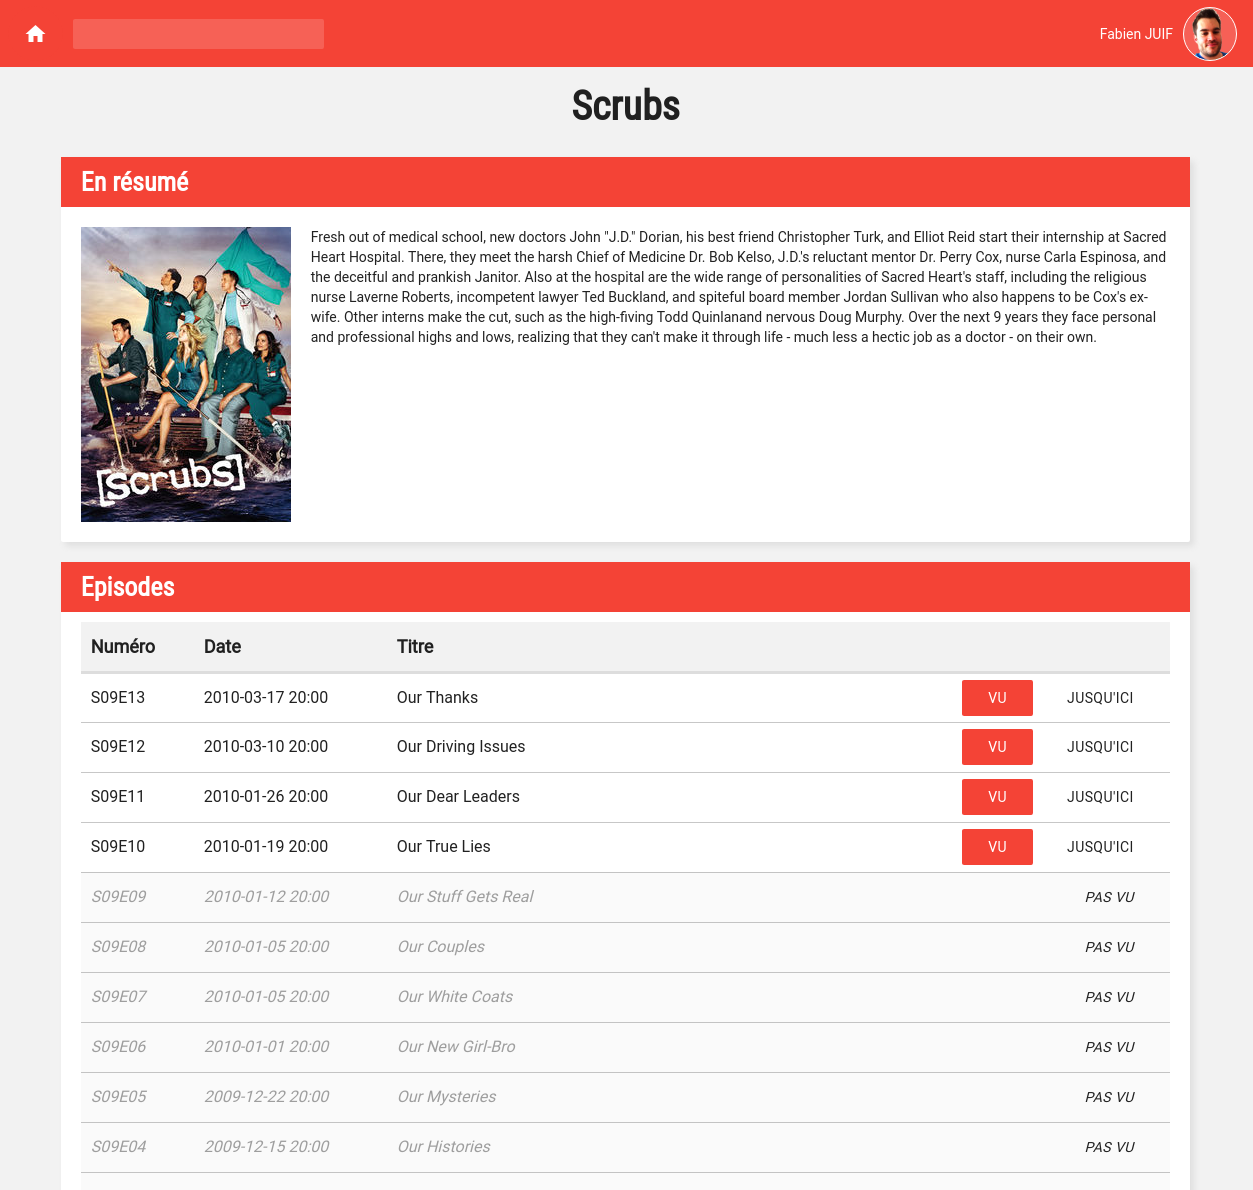 Fabien JUIF
Scrubs
En résumé
[scrubs]
Fresh out of medical school, new doctors John "J.D." Dorian, his best friend Christopher Turk, and Elliot Reid start their internship at Sacred
Heart Hospital. There, they meet the harsh Chief of Medicine Dr. Bob Kelso, J.D.'s reluctant mentor Dr. Perry Cox, nurse Carla Espinosa, and
the deceitful and prankish Janitor. Also at the hospital are the wide range of personalities of Sacred Heart's staff, including the religious
nurse Laverne Roberts, incompetent lawyer Ted Buckland, and spiteful board member Jordan Sullivan who also happens to be Cox's ex-
wife. Other interns make the cut, such as the high-fiving Todd Quinlanand nervous Doug Murphy. Over the next 9 years they face personal
and professional highs and lows, realizing that they can't make it through life - much less a hectic job as a doctor - on their own.
Episodes
Numéro Date Titre
S09E13 2010-03-17 20:00 Our Thanks VU JUSQU'ICI
S09E12 2010-03-10 20:00 Our Driving Issues VU JUSQU'ICI
S09E11 2010-01-26 20:00 Our Dear Leaders VU JUSQU'ICI
S09E10 2010-01-19 20:00 Our True Lies VU JUSQU'ICI
S09E09 2010-01-12 20:00 Our Stuff Gets Real PAS VU
S09E08 2010-01-05 20:00 Our Couples PAS VU
S09E07 2010-01-05 20:00 Our White Coats PAS VU
S09E06 2010-01-01 20:00 Our New Girl-Bro PAS VU
S09E05 2009-12-22 20:00 Our Mysteries PAS VU
S09E04 2009-12-15 20:00 Our Histories PAS VU